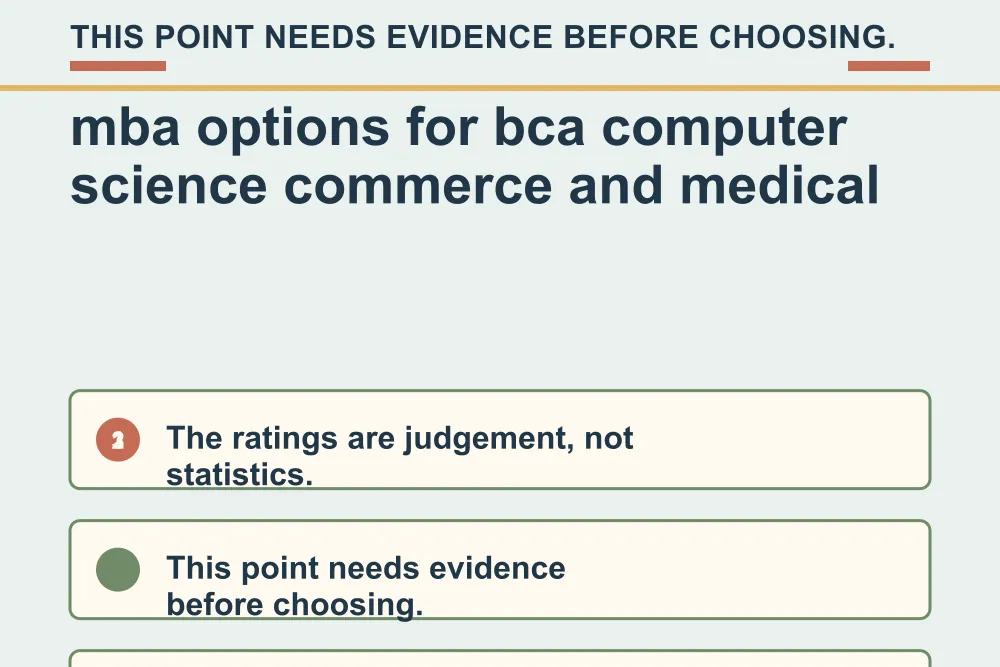 THIS POINT NEEDS EVIDENCE BEFORE CHOOSING.
mba options for bca computer
science commerce and medical
The ratings are judgement, not
statistics.
This point needs evidence
before choosing.